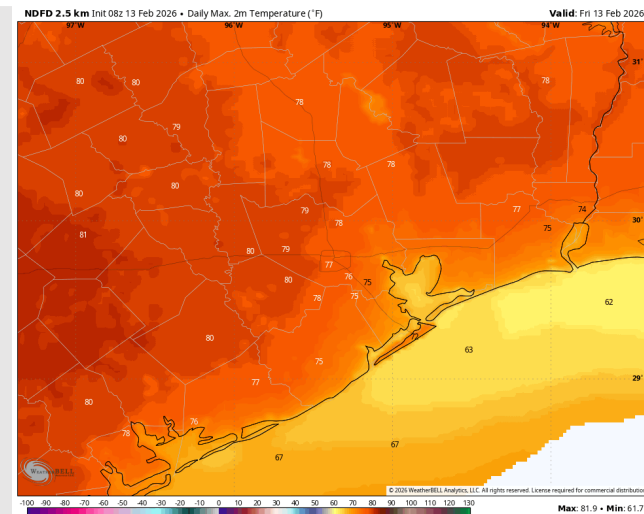 NDFD 2.5 km Init 08z 13 Feb 2026 • Daily Max. 2m Temperature (°F)
Valid: Fri 13 Feb 2026
97°W 96°W 95°W 94°W
31°
80 80 78 78
80 79
78 78
80 80
79 77 74
81 78 75 30°
80 79
77
80 76 75
78 75
62
72
80 63
75
29°
77
80
76
78
67
67
WeatherBELL
© 2026 WeatherBELL Analytics, LLC. All rights reserved. License required for commercial distributio
-100 -90 -80 -70 -60 -50 -40 -30 -20 -10 0 10 20 30 40 50 60 70 80 90 100 110 120 130
Max: 81.9 • Min: 61.